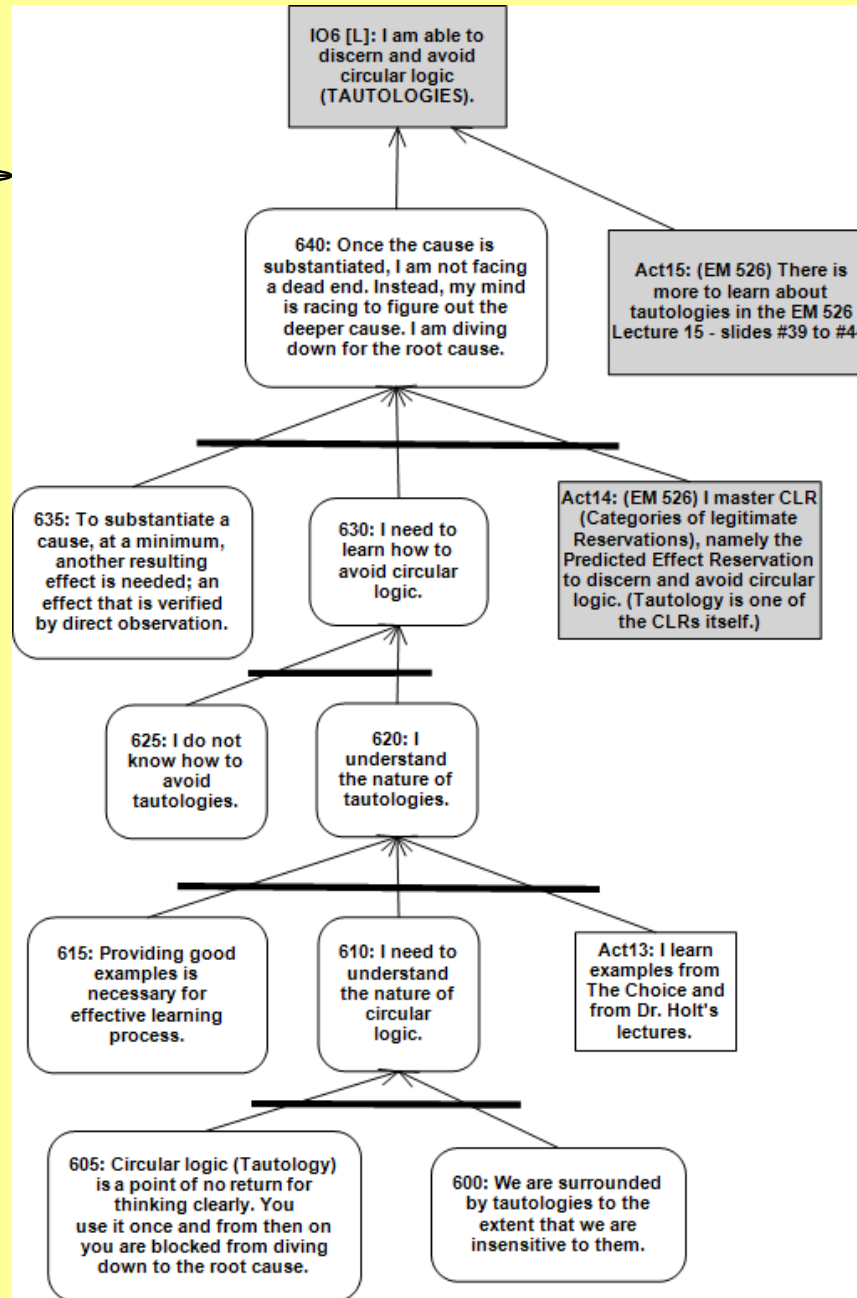 IO6 [L]: I am able to
discern and avoid
circular logic
(TAUTOLOGIES).
640: Once the cause is
substantiated, I am not facing
a dead end. Instead, my mind
is racing to figure out the
deeper cause. I am diving
down for the root cause.
Act15: (EM 526) There is
more to learn about
tautologies in the EM 526
Lecture 15 - slides #39 to
635: To substantiate a
cause, at a minimum,
another resulting
effect is needed; an
effect that is verified
by direct observation.
630: I need to
learn how to
avoid circular
logic.
Act14: (EM 526) I master CLR
(Categories of legitimate
Reservations), namely the
Predicted Effect Reservation
to discern and avoid circular
logic. (Tautology is one of
the CLRs itself.)
625: I do not
know how to
avoid
tautologies.
620: I
understand
the nature of
tautologies.
615: Providing good
examples is
necessary for
effective learning
process.
610: I need to
understand
the nature of
circular
logic.
Act13: I learn
examples from
The Choice and
from Dr. Holt's
lectures.
605: Circular logic (Tautology)
is a point of no return for
thinking clearly. You
use it once and from then on
you are blocked from diving
down to the root cause.
600: We are surrounded
by tautologies to the
extent that we are
insensitive to them.